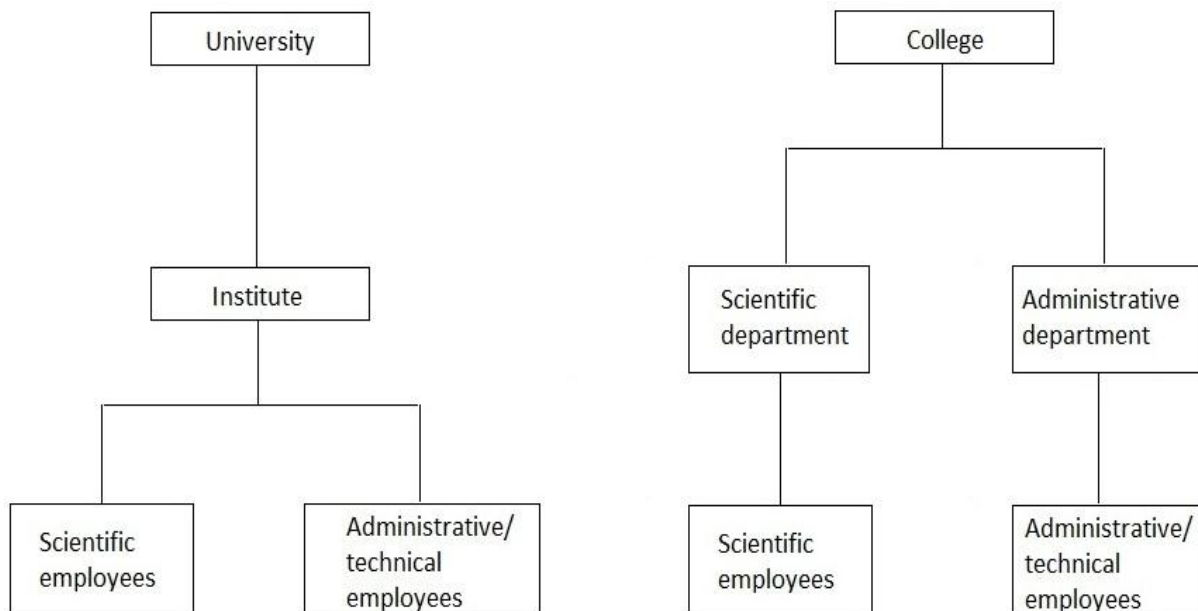 University
College
Institute
Scientific
department
Administrative
department
Scientific
employees
Administrative/
technical
employees
Scientific
employees
Administrative/
technical
employees